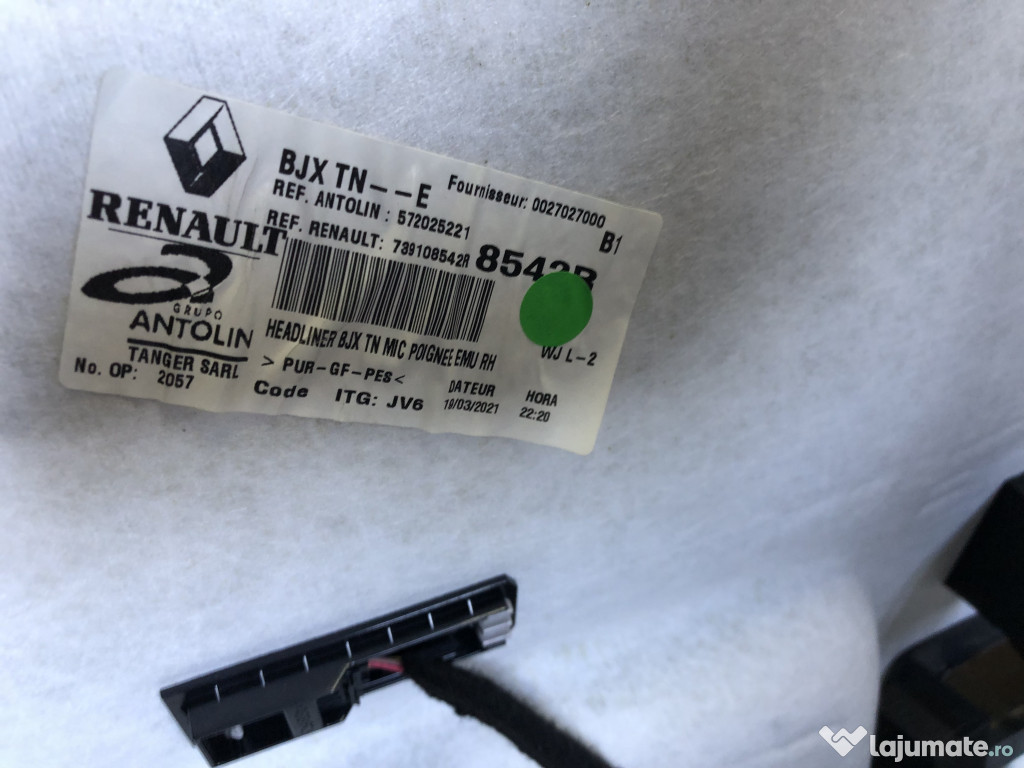 RENAULT
GRUPO
ANTOLIN
TANGER SARL
No. OP: 2057
BJX TN--E
Fournisseur: 0027027000
REF. ANTOLIN : 572025221
B1
REF. RENAULT: 739108542R
8542R
HEADLINER BJX TN MIC POIGNEE EMU RH
WJ L-2
> PUR-GF-PES<
Code ITG: JV6
DATEUR
19/03/2021
HORA
22:20
lajumate.ro